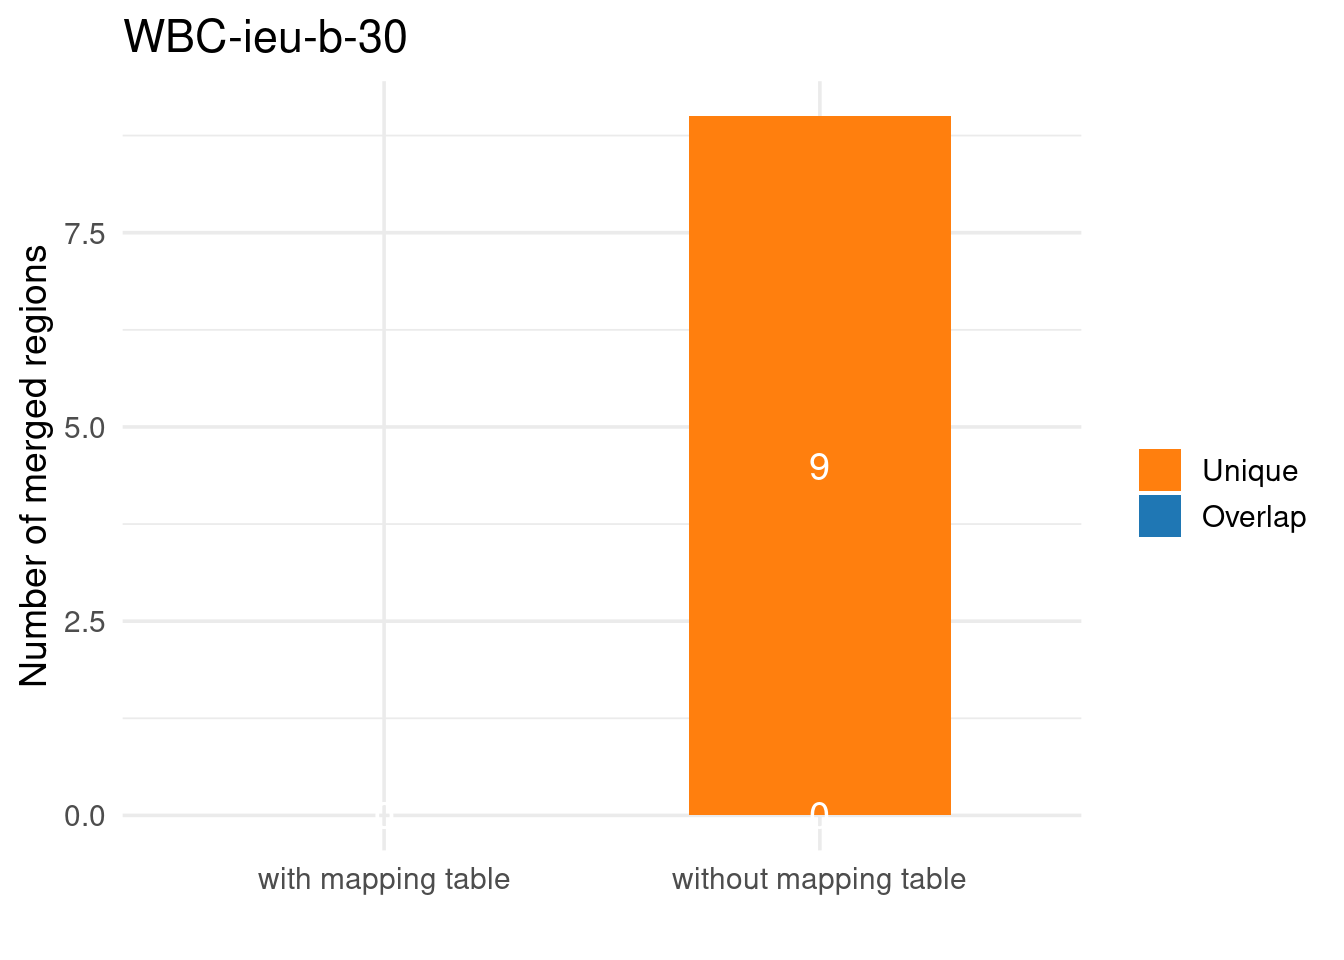 WBC-ieu-b-30
Number of merged regions
7.5
5.0
2.5
0.0
9
0
with mapping table
without mapping table
Unique
Overlap